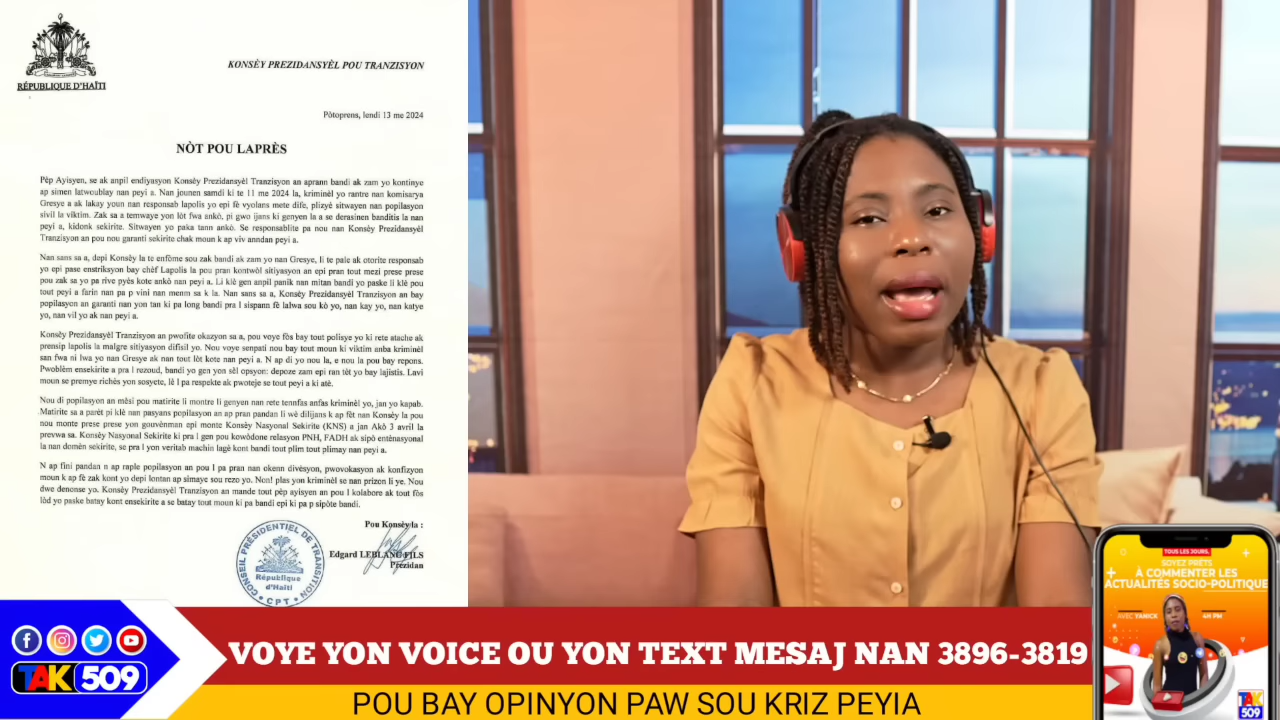 RÉPUBLIQUE D'HAÏTI
KONSÈY PREZIDANSYÈL POU TRANZISYON
Pòtoprens, lendi 13 me 2024
NÒT POU LAPRÈS
Pèp Ayisyen, se ak anpil endiyasyon Konsèy Prezidansyèl Tranzisyon an aprann bandi ak zam yo kontinye
ap simen latwoublay nan peyi a. Nan jounen samdi ki te 11 me 2024 la, kriminèl yo rantre nan komisarya
Gresye a ak lakay youn nan responsab lapolis yo epi fè vyolans mete dife, plizyè sitwayen nan popilasyon
sivil la viktim. Zak sa a temwaye yon lòt fwa ankò, pi gwo ijans ki genyen la a se derasinen banditis la nan
peyi a, kidonk sekirite. Sitwayen yo paka tann ankò. Se responsablite pa nou nan Konsèy Prezidansyèl
Tranzisyon an pou nou garanti sekirite chak moun k ap viv anndan peyi a.
Nan sans sa a, depi Konsèy la te enfòme sou zak bandi ak zam yo nan Gresye, li te pale ak otorite responsab
yo epi pase enstriksyon bay chèf Lapolis la pou pran kontwòl sitiyasyon an epi pran tout mezi prese prese
pou zak sa yo pa rive pyès kote ankò nan peyi a. Li klè gen anpil panik nan mitan bandi yo paske li klè pou
tout peyi a farin nan pa p vini nan menm sa k la. Nan sans sa a, Konsèy Prezidansyèl Tranzisyon an bay
popilasyon an garanti nan yon tan ki pa long bandi pra l sispann fè lalwa sou kò yo, nan kay yo, nan katye
yo, nan vil yo ak nan peyi a.
Konsèy Prezidansyèl Tranzisyon an pwofite okazyon sa a, pou voye fòs bay tout polisye yo ki rete atache ak
prensip lapolis la malgre sitiyasyon difisil yo. Nou voye senpati nou bay tout moun ki viktim anba kriminèl
san fwa ni lwa yo nan Gresye ak nan tout lòt kote nan peyi a. N ap di yo nou la, e nou la pou bay repons.
Pwoblèm ensekirite a pra l rezoud, bandi yo gen yon sèl opsyon: depoze zam epi ran tèt yo bay lajistis. Lavi
moun se premye richès yon sosyete, lè l pa respekte ak pwoteje se tout peyi a ki atè.
Nou di popilasyon an mèsi pou matirite li montre li genyen nan rete tennfas anfas kriminèl yo, jan yo kapab.
Matirite sa a parèt pi klè nan pasyans popilasyon an ap pran pandan li wè dilijans k ap fèt nan Konsèy la pou
nou monte prese prese yon gouvènman epi monte Konsèy Nasyonal Sekirite (KNS) a jan Akò 3 avril la
prevwa sa. Konsèy Nasyonal Sekirite ki pra l gen pou kowòdone relasyon PNH, FADH ak sipò entènasyonal
la nan domèn sekirite, se pra l yon veritab machin lagè kont bandi tout plim tout plimay nan peyi a.
N ap fini pandan n ap raple popilasyon an pou l pa pran nan okenn divèsyon, pwovokasyon ak konfizyon
moun k ap fè zak kont yo depi lontan ap simaye sou rezo yo. Non! plas yon kriminèl se nan prizon li ye. Nou
dwe denonse yo. Konsèy Prezidansyèl Tranzisyon an mande tout pèp ayisyen an pou l kolabore ak tout fòs
lòd yo paske batay kont ensekirite a se batay tout moun ki pa bandi epi ki pa p sipòte bandi.
Pou Konsèy la :
Edgard LEBLANC FILS
Prezidan
CONSEIL PRÉSIDENTIEL DE TRANSITION
République
d'Haïti
CPT
TAK 509
VOYE YON VOICE OU YON TEXT MESAJ NAN 3896-3819
POU BAY OPINYON PAW SOU KRIZ PEYIA
TOUS LES JOURS,
SOYEZ PRÊTS
À COMMENTER LES
ACTUALITÉS SOCIO-POLITIQUE
AVEC YANICK
4H PM
TAK
509